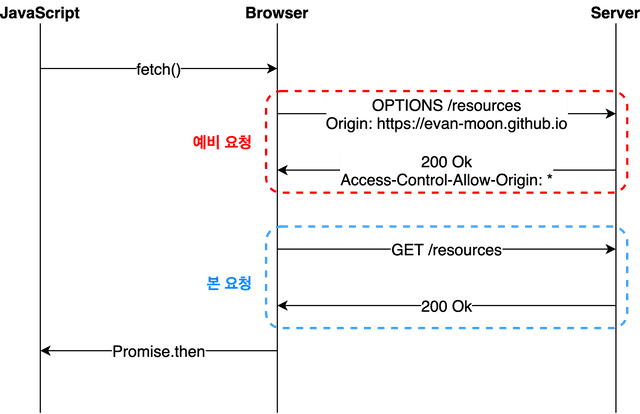 JavaScript
Browser
Server
fetch()
OPTIONS /resources
Origin: https://evan-moon.github.io
예비 요청
200 Ok
Access-Control-Allow-Origin: *
GET /resources
본 요청
200 Ok
Promise.then